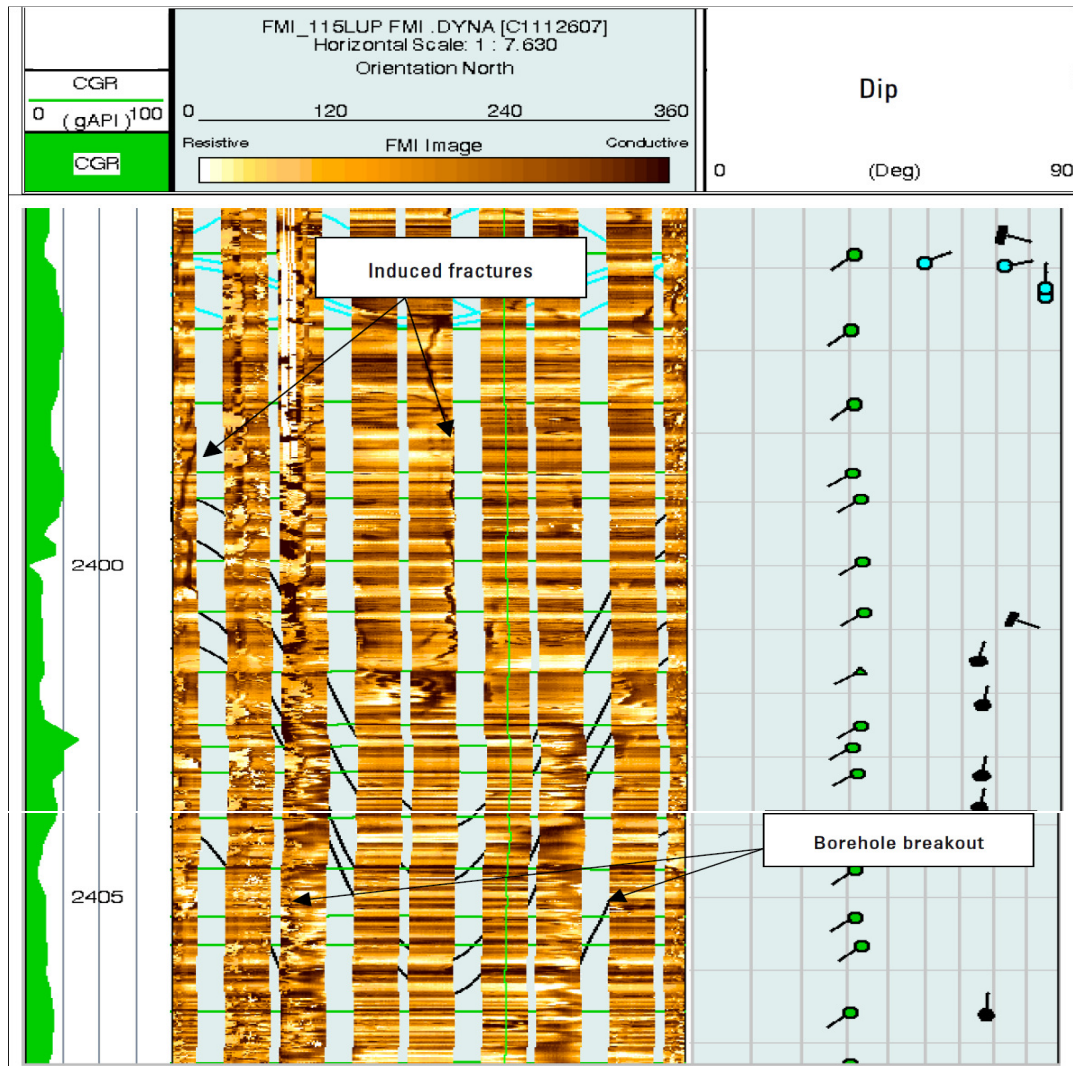 FMI_115LUP FMI .DYNA [C1112607]
Horizontal Scale: 1 : 7.630
Orientation North
CGR
0 (gAPI) 100
CGR
0 120 240 360
Resistive FMI Image Conductive
Dip
0 (Deg) 90
Induced fractures
2400
Borehole breakout
2405